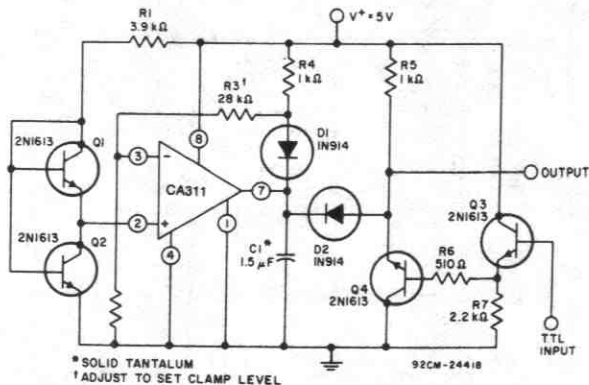 R1
3.9 kΩ
V+ = 5V
R3†
28 kΩ
R4
1 kΩ
R5
1 kΩ
2N1613
Q1
8
D1
1N914
3
−
CA311
7
OUTPUT
2N1613
Q2
2
+
1
4
C1*
1.5 μF
D2
1N914
Q3
2N1613
R6
510Ω
Q4
2N1613
R7
2.2 kΩ
TTL
INPUT
* SOLID TANTALUM
† ADJUST TO SET CLAMP LEVEL
92CM-24418